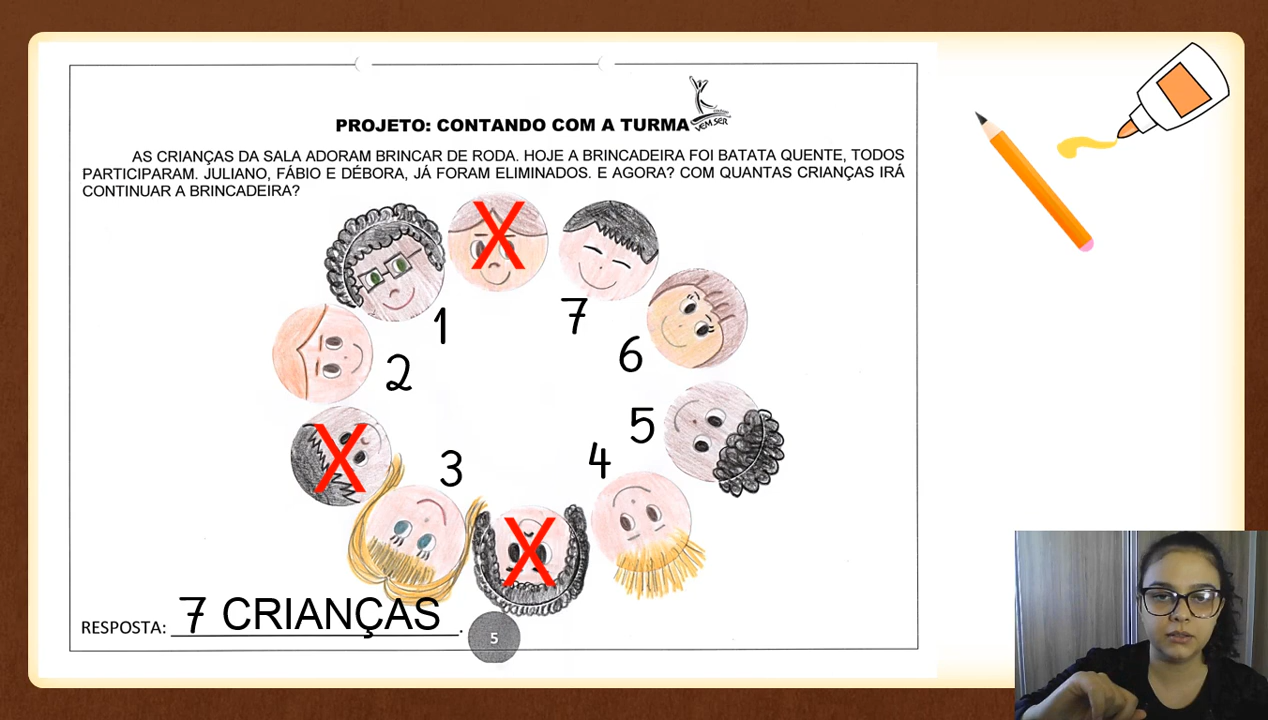 PROJETO: CONTANDO COM A TURMA
VEM SER
AS CRIANÇAS DA SALA ADORAM BRINCAR DE RODA. HOJE A BRINCADEIRA FOI BATATA QUENTE, TODOS
PARTICIPARAM. JULIANO, FÁBIO E DÉBORA, JÁ FORAM ELIMINADOS. E AGORA? COM QUANTAS CRIANÇAS IRÁ
CONTINUAR A BRINCADEIRA?
X
7
1
6
2
5
X
4
3
X
RESPOSTA: 7 CRIANÇAS.
5